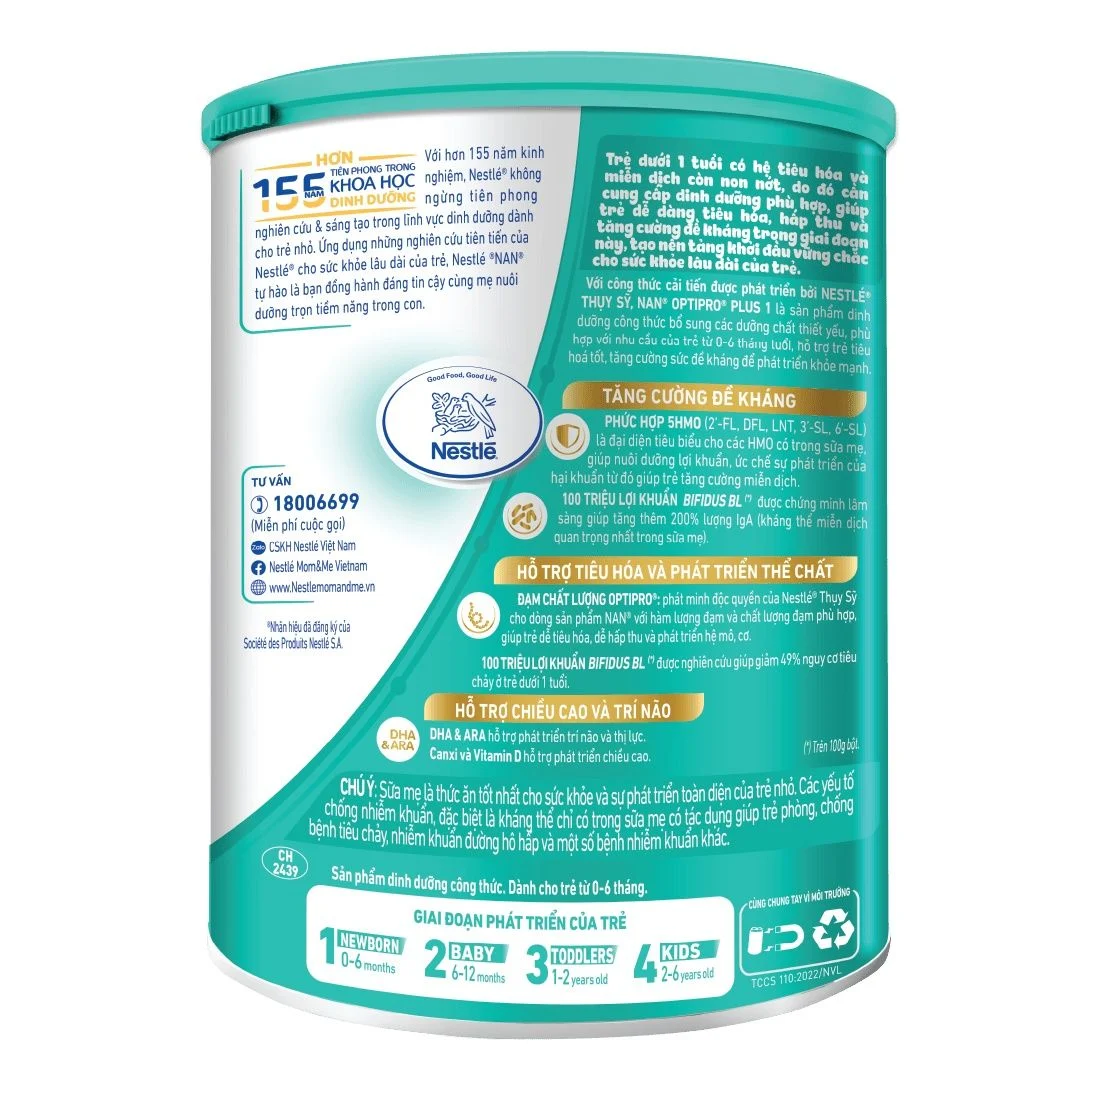 HƠN
155 NĂM
TIÊN PHONG TRONG
KHOA HỌC
DINH DƯỠNG
Với hơn 155 năm kinh
nghiệm, Nestlé® không
ngừng tiên phong
nghiên cứu & sáng tạo trong lĩnh vực dinh dưỡng dành
cho trẻ nhỏ. Ứng dụng những nghiên cứu tiên tiến của
Nestlé® cho sức khỏe lâu dài của trẻ, Nestlé ®NAN®
tự hào là bạn đồng hành đáng tin cậy cùng mẹ nuôi
dưỡng trọn tiềm năng trong con.
Good Food, Good Life
Nestlé
TƯ VẤN
18006699
(Miễn phí cuộc gọi)
Zalo CSKH Nestlé Việt Nam
Nestlé Mom&Me Vietnam
www.Nestlemomandme.vn
®Nhãn hiệu đã đăng ký của
Société des Produits Nestlé S.A.
Trẻ dưới 1 tuổi có hệ tiêu hóa và
miễn dịch còn non nớt, do đó cần
cung cấp dinh dưỡng phù hợp, giúp
trẻ dễ dàng tiêu hóa, hấp thu và
tăng cường đề kháng trong giai đoạn
này, tạo nền tảng khởi đầu vững chắc
cho sức khỏe lâu dài của trẻ.
Với công thức cải tiến được phát triển bởi NESTLÉ®
THỤY SỸ, NAN® OPTIPRO® PLUS 1 là sản phẩm dinh
dưỡng công thức bổ sung các dưỡng chất thiết yếu, phù
hợp với nhu cầu của trẻ từ 0-6 tháng tuổi, hỗ trợ trẻ tiêu
hoá tốt, tăng cường sức đề kháng để phát triển khỏe mạnh.
TĂNG CƯỜNG ĐỀ KHÁNG
PHỨC HỢP 5HMO (2'-FL, DFL, LNT, 3'-SL, 6'-SL)
là đại diện tiêu biểu cho các HMO có trong sữa mẹ,
giúp nuôi dưỡng lợi khuẩn, ức chế sự phát triển của
hại khuẩn từ đó giúp trẻ tăng cường miễn dịch.
100 TRIỆU LỢI KHUẨN BIFIDUS BL (*) được chứng minh lâm
sàng giúp tăng thêm 200% lượng IgA (kháng thể miễn dịch
quan trọng nhất trong sữa mẹ).
HỖ TRỢ TIÊU HÓA VÀ PHÁT TRIỂN THỂ CHẤT
ĐẠM CHẤT LƯỢNG OPTIPRO®: phát minh độc quyền của Nestlé® Thụy Sỹ
cho dòng sản phẩm NAN® với hàm lượng đạm và chất lượng đạm phù hợp,
giúp trẻ dễ tiêu hóa, dễ hấp thu và phát triển hệ mô, cơ.
100 TRIỆU LỢI KHUẨN BIFIDUS BL (*) được nghiên cứu giúp giảm 49% nguy cơ tiêu
chảy ở trẻ dưới 1 tuổi.
HỖ TRỢ CHIỀU CAO VÀ TRÍ NÃO
DHA
&ARA
DHA & ARA hỗ trợ phát triển trí não và thị lực.
Canxi và Vitamin D hỗ trợ phát triển chiều cao.
(*) Trên 100g bột.
CHÚ Ý: Sữa mẹ là thức ăn tốt nhất cho sức khỏe và sự phát triển toàn diện của trẻ nhỏ. Các yếu tố
chống nhiễm khuẩn, đặc biệt là kháng thể chỉ có trong sữa mẹ có tác dụng giúp trẻ phòng, chống
bệnh tiêu chảy, nhiễm khuẩn đường hô hấp và một số bệnh nhiễm khuẩn khác.
CH
2439
Sản phẩm dinh dưỡng công thức. Dành cho trẻ từ 0-6 tháng.
GIAI ĐOẠN PHÁT TRIỂN CỦA TRẺ
1 NEWBORN 0-6 months
2 BABY 6-12 months
3 TODDLERS 1-2 years old
4 KIDS 2-6 years old
CÙNG CHUNG TAY VÌ MÔI TRƯỜNG
TCCS 110:2022/NVL